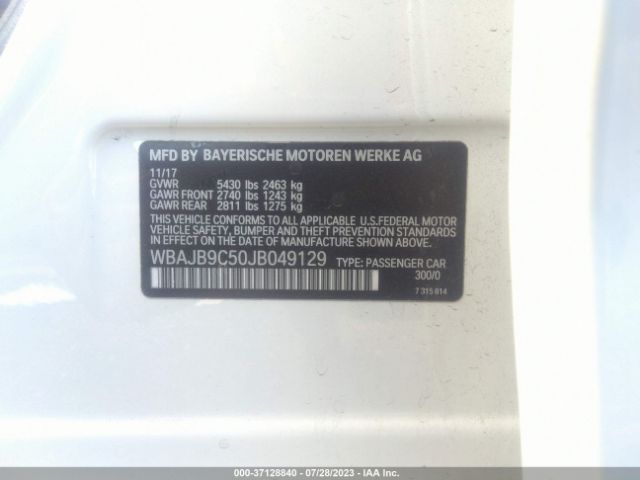 MFD BY BAYERISCHE MOTOREN WERKE AG
11/17
GVWR 5430 lbs 2463 kg
GAWR FRONT 2740 lbs 1243 kg
GAWR REAR 2811 lbs 1275 kg
THIS VEHICLE CONFORMS TO ALL APPLICABLE U.S.FEDERAL MOTOR
VEHICLE SAFETY, BUMPER, AND THEFT PREVENTION STANDARDS
IN EFFECT ON THE DATE OF MANUFACTURE SHOWN ABOVE.
WBAJB9C50JB049129 TYPE: PASSENGER CAR
300/0
7 315 814
000-37128840 / 07/28/2023 - IAA Inc.